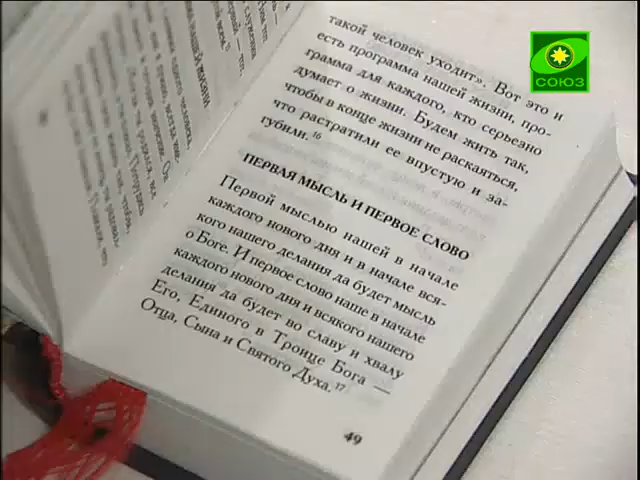 такой человек уходит». Вот это и
есть программа нашей жизни, про-
грамма для каждого, кто серьезно
думает о жизни. Будем жить так,
чтобы в конце жизни не раскаяться,
что растратили ее впустую и за-
губили.¹⁶
ПЕРВАЯ МЫСЛЬ И ПЕРВОЕ СЛОВО
Первой мыслью нашей в начале
каждого нового дня и в начале вся-
кого нашего делания да будет мысль
о Боге. И первое слово наше в начале
каждого нового дня и всякого нашего
делания да будет во славу и хвалу
Его, Единого в Троице Бога —
Отца, Сына и Святого Духа.¹⁷
49
СОЮЗ